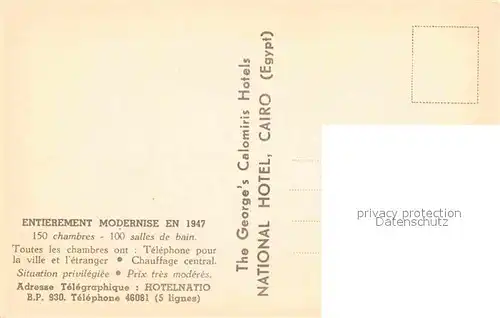 ENTIEREMENT MODERNISE EN 1947
150 chambres - 100 salles de bain.
Toutes les chambres ont : Téléphone pour
la ville et l'étranger • Chauffage central.
Situation privilégiée • Prix très modérés.
Adresse Télégraphique : HOTELNATIO
B.P. 930. Téléphone 46081 (5 lignes)
The George's Calomiris Hotels
NATIONAL HOTEL, CAIRO (Egypt)
privacy protection
Datenschutz